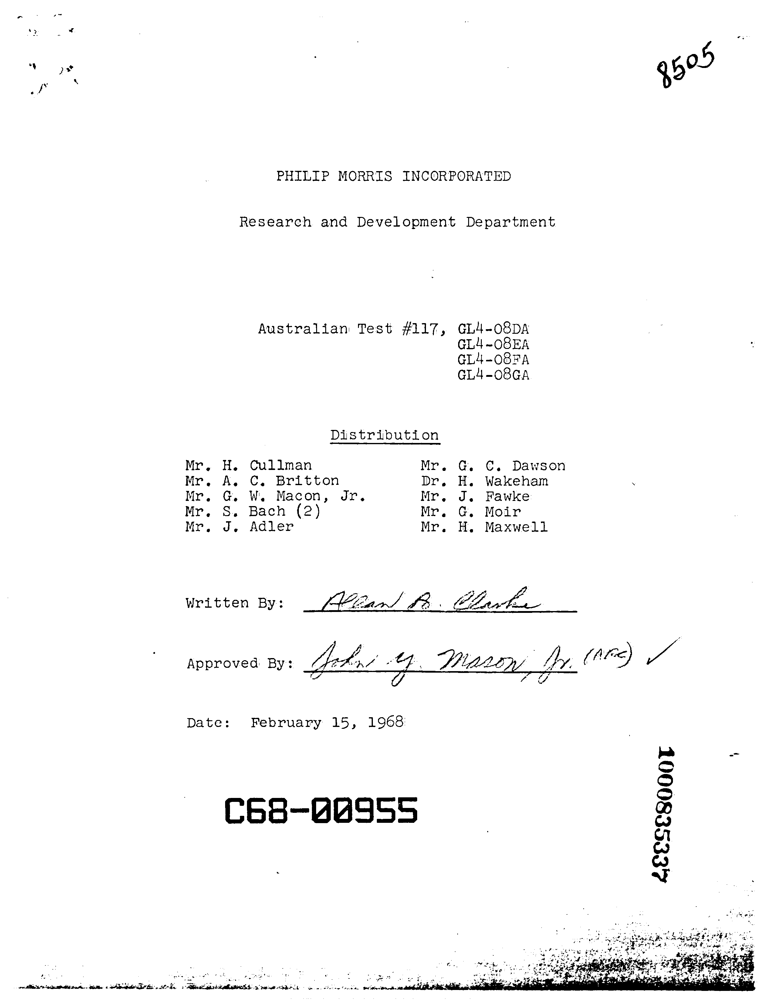 8505
PHILIP MORRIS INCORPORATED
Research and Development Department
Australian Test #117, GL4-08DA
GL4-08EA
GL4-08FA
GL4-08GA
Distribution
Mr. H. Cullman Mr. G. C. Dawson
Mr. A. C. Britton Dr. H. Wakeham
Mr. G. W. Macon, Jr. Mr. J. Fawke
Mr. S. Bach (2) Mr. G. Moir
Mr. J. Adler Mr. H. Maxwell
Written By: Allan B. Clarke
Approved By: John Y. Mason, Jr. ✓
Date: February 15, 1968
C68-00955
1000835337